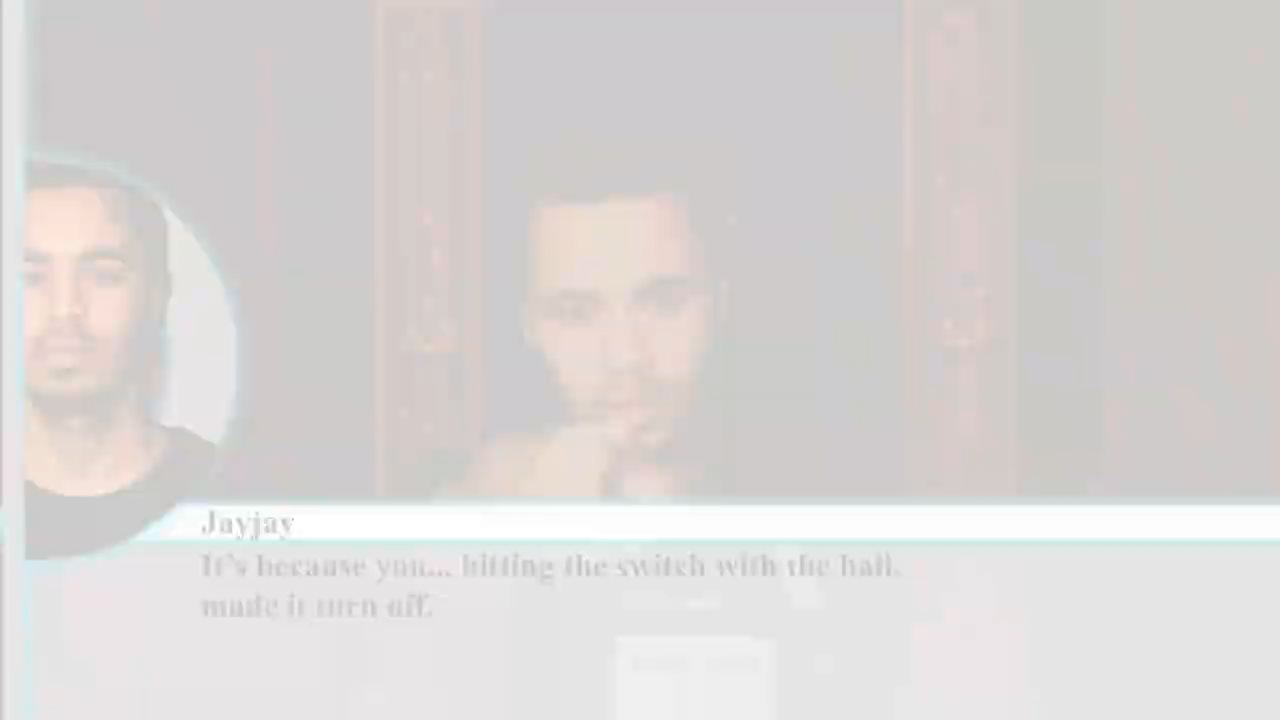 Jayjay
It's because you... hitting the switch with the ball.
made it turn off.